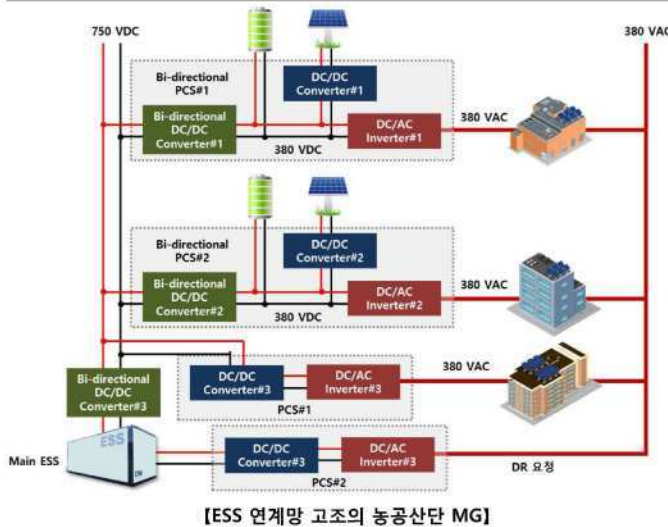 750 VDC
380 VAC
Bi-directional
PCS#1
DC/DC
Converter#1
Bi-directional
DC/DC
Converter#1
380 VDC
DC/AC
Inverter#1
380 VAC
Bi-directional
PCS#2
DC/DC
Converter#2
Bi-directional
DC/DC
Converter#2
380 VDC
DC/AC
Inverter#2
380 VAC
Bi-directional
DC/DC
Converter#3
DC/DC
Converter#3
DC/AC
Inverter#3
PCS#1
380 VAC
Main ESS
ESS
DC/DC
Converter#3
DC/AC
Inverter#3
PCS#2
DR 요청
【ESS 연계망 고조의 농공산단 MG】